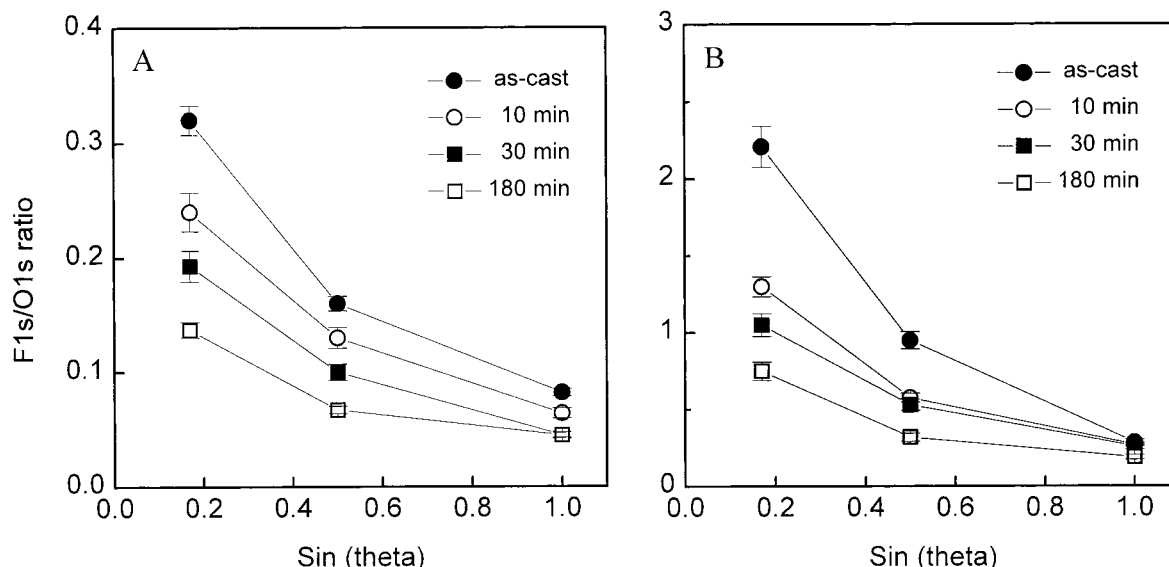 A
as-cast
10 min
30 min
180 min
F1s/O1s ratio
0.4
0.3
0.2
0.1
0.0
0.0 0.2 0.4 0.6 0.8 1.0
Sin (theta)
B
as-cast
10 min
30 min
180 min
3
2
1
0
0.0 0.2 0.4 0.6 0.8 1.0
Sin (theta)